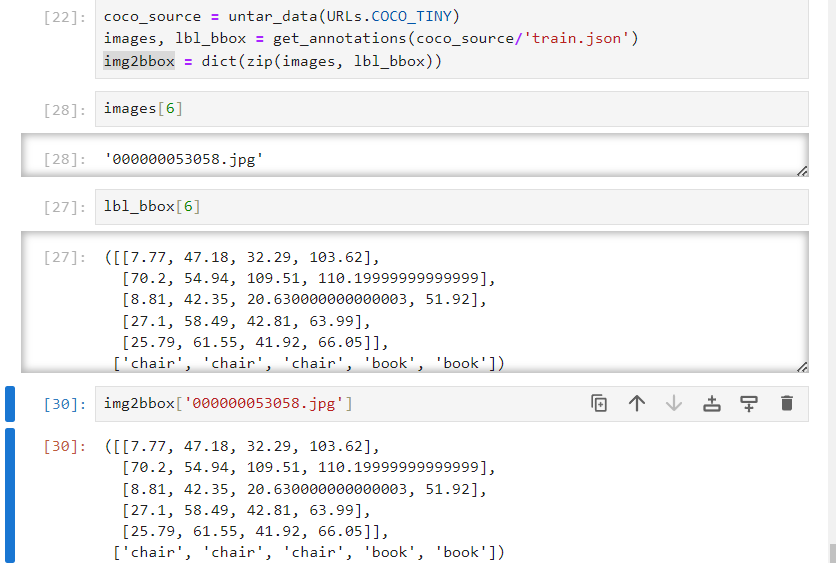 [22]: coco_source = untar_data(URLs.COCO_TINY)
images, lbl_bbox = get_annotations(coco_source/'train.json')
img2bbox = dict(zip(images, lbl_bbox))
[28]: images[6]
[28]: '000000053058.jpg'
[27]: lbl_bbox[6]
[27]: ([[7.77, 47.18, 32.29, 103.62],
[70.2, 54.94, 109.51, 110.19999999999999],
[8.81, 42.35, 20.630000000000003, 51.92],
[27.1, 58.49, 42.81, 63.99],
[25.79, 61.55, 41.92, 66.05]],
['chair', 'chair', 'chair', 'book', 'book'])
[30]: img2bbox['000000053058.jpg']
[30]: ([[7.77, 47.18, 32.29, 103.62],
[70.2, 54.94, 109.51, 110.19999999999999],
[8.81, 42.35, 20.630000000000003, 51.92],
[27.1, 58.49, 42.81, 63.99],
[25.79, 61.55, 41.92, 66.05]],
['chair', 'chair', 'chair', 'book', 'book'])